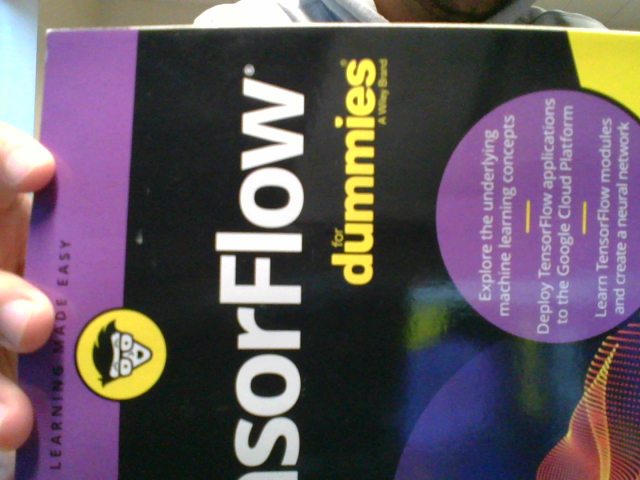 LEARNING MADE EASY
nsorFlow®
for
dummies®
A Wiley Brand
Explore the underlying
machine learning concepts
Deploy TensorFlow applications
to the Google Cloud Platform
Learn TensorFlow modules
and create a neural network